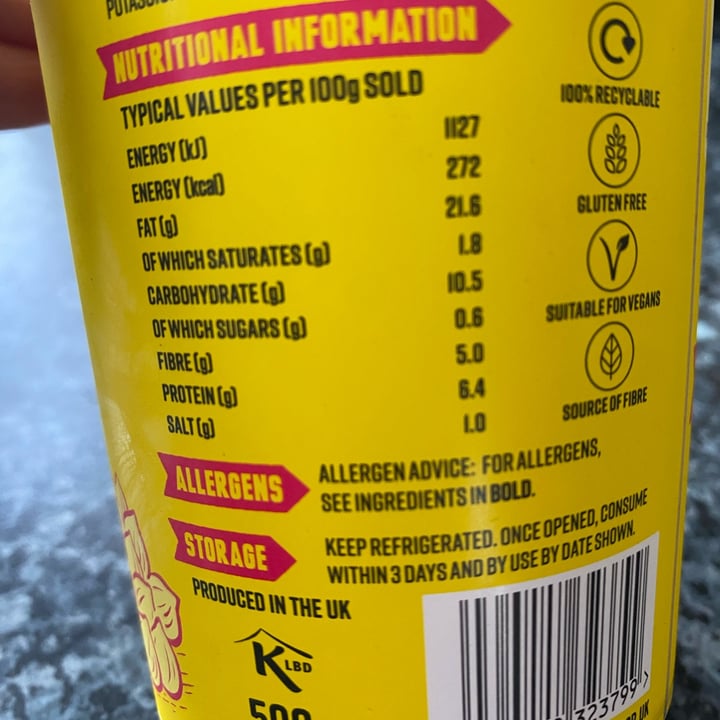 NUTRITIONAL INFORMATION
TYPICAL VALUES PER 100g SOLD
ENERGY (kJ) 1127
ENERGY (kcal) 272
FAT (g) 21.6
OF WHICH SATURATES (g) 1.8
CARBOHYDRATE (g) 10.5
OF WHICH SUGARS (g) 0.6
FIBRE (g) 5.0
PROTEIN (g) 6.4
SALT (g) 1.0
100% RECYCLABLE
GLUTEN FREE
SUITABLE FOR VEGANS
SOURCE OF FIBRE
ALLERGENS
ALLERGEN ADVICE: FOR ALLERGENS,
SEE INGREDIENTS IN BOLD.
STORAGE
KEEP REFRIGERATED. ONCE OPENED, CONSUME
WITHIN 3 DAYS AND BY USE BY DATE SHOWN.
PRODUCED IN THE UK
K LBD
500
323799 >